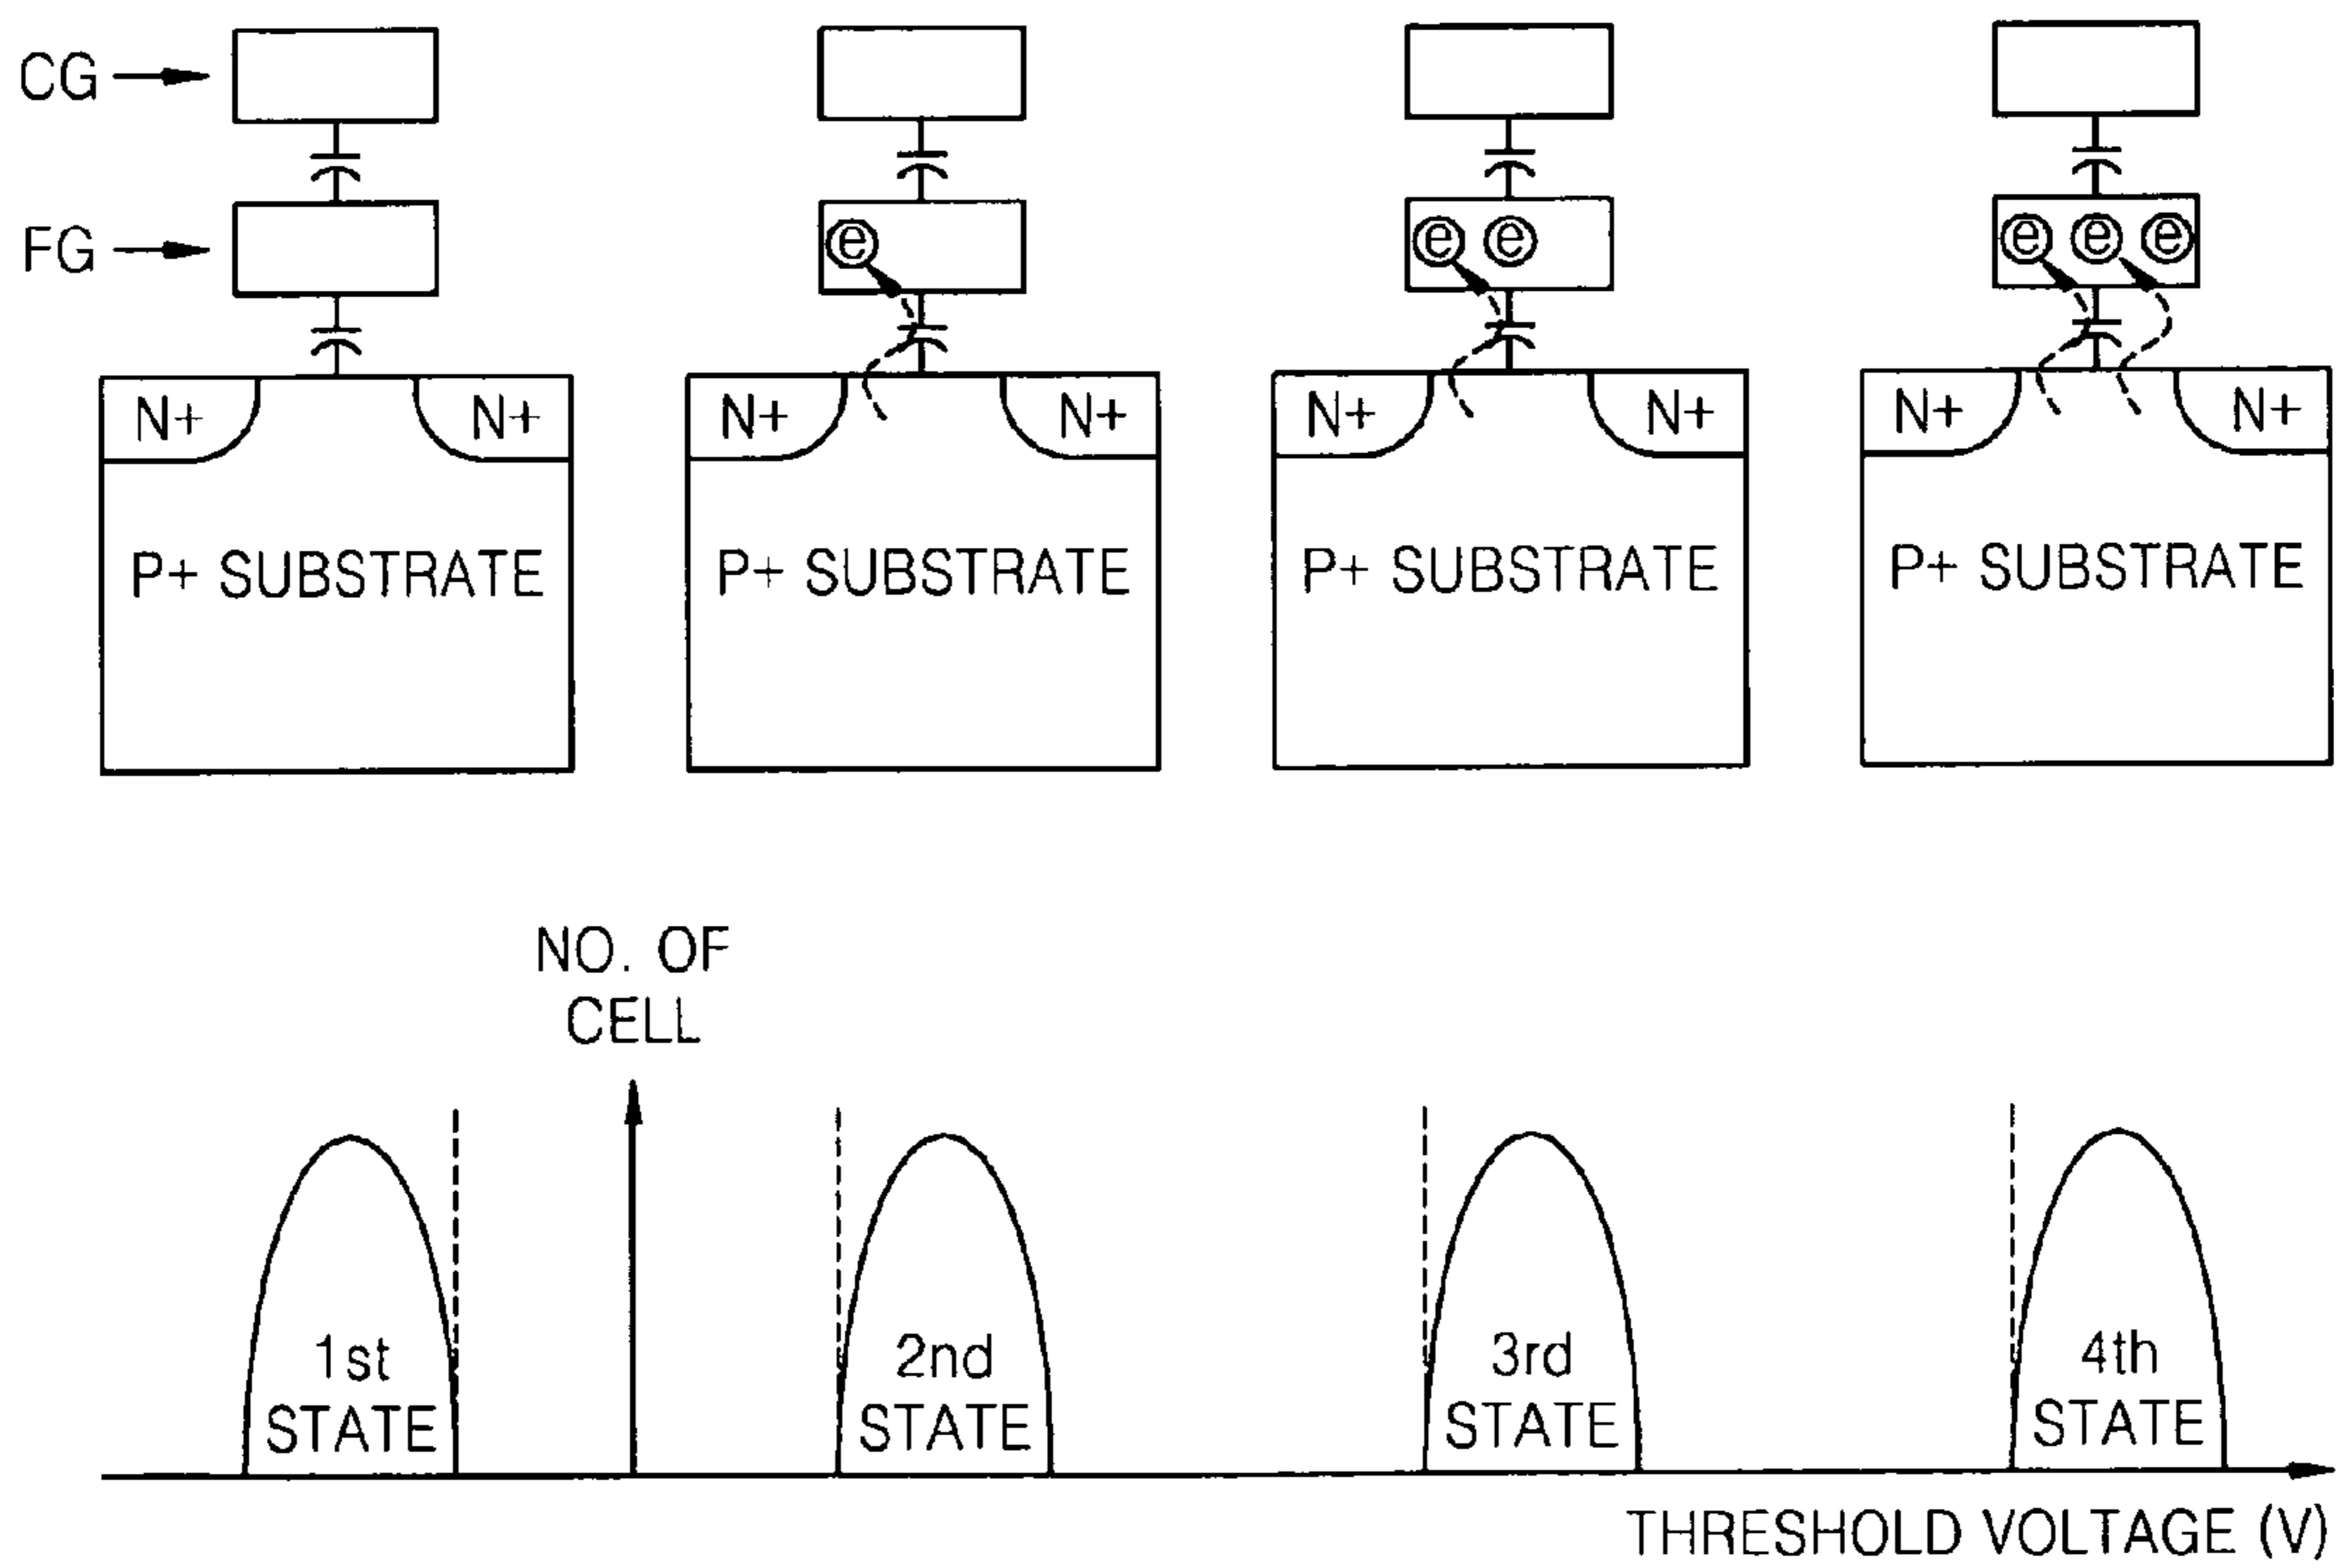 CG
FG
e
e e
e e e
N+ N+
N+ N+
N+ N+
N+ N+
P+ SUBSTRATE
P+ SUBSTRATE
P+ SUBSTRATE
P+ SUBSTRATE
NO. OF
CELL
1st
STATE
2nd
STATE
3rd
STATE
4th
STATE
THRESHOLD VOLTAGE (V)